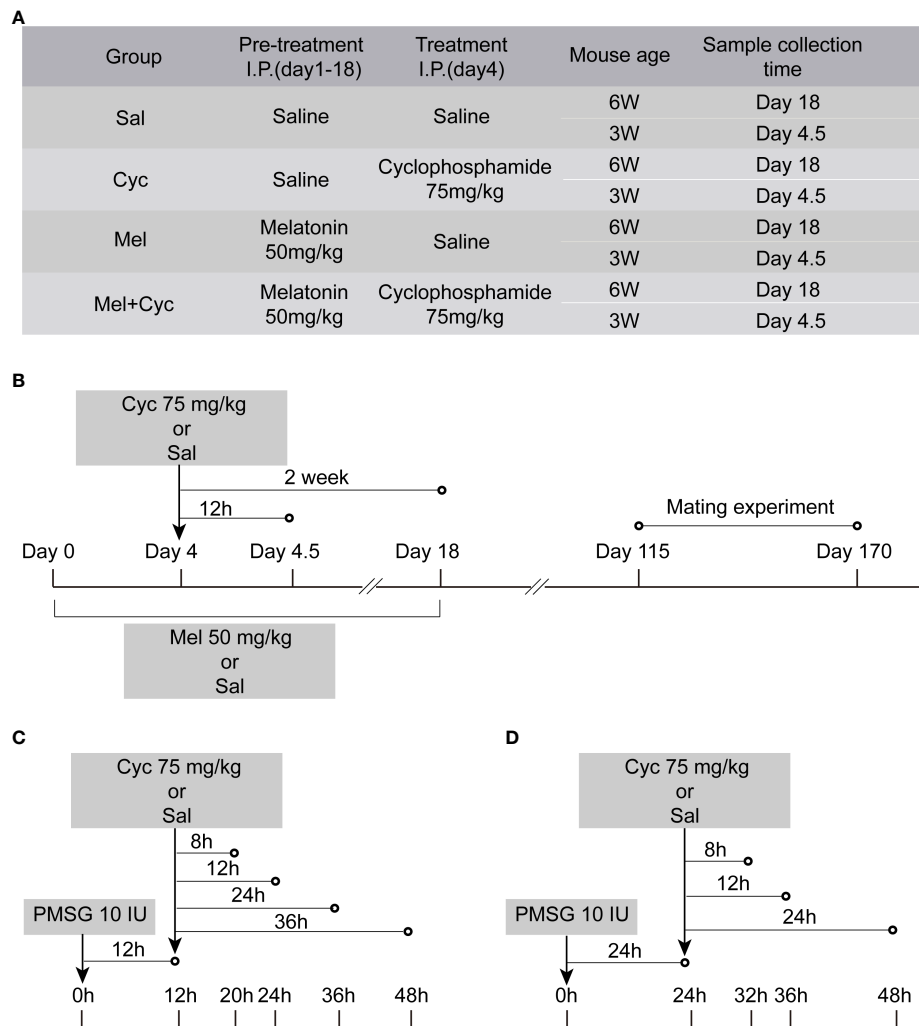 A
Group Pre-treatment Treatment Mouse age Sample collection
I.P.(day1-18) I.P.(day4) time
Sal Saline Saline 6W Day 18
3W Day 4.5
Cyc Saline Cyclophosphamide 6W Day 18
75mg/kg 3W Day 4.5
Mel Melatonin Saline 6W Day 18
50mg/kg 3W Day 4.5
Mel+Cyc Melatonin Cyclophosphamide 6W Day 18
50mg/kg 75mg/kg 3W Day 4.5
B
Cyc 75 mg/kg
or
Sal
2 week
12h
Mating experiment
Day 0 Day 4 Day 4.5 Day 18 Day 115 Day 170
Mel 50 mg/kg
or
Sal
C
Cyc 75 mg/kg
or
Sal
8h
12h
24h
36h
PMSG 10 IU
12h
0h 12h 20h 24h 36h 48h
D
Cyc 75 mg/kg
or
Sal
8h
12h
24h
PMSG 10 IU
24h
0h 24h 32h 36h 48h